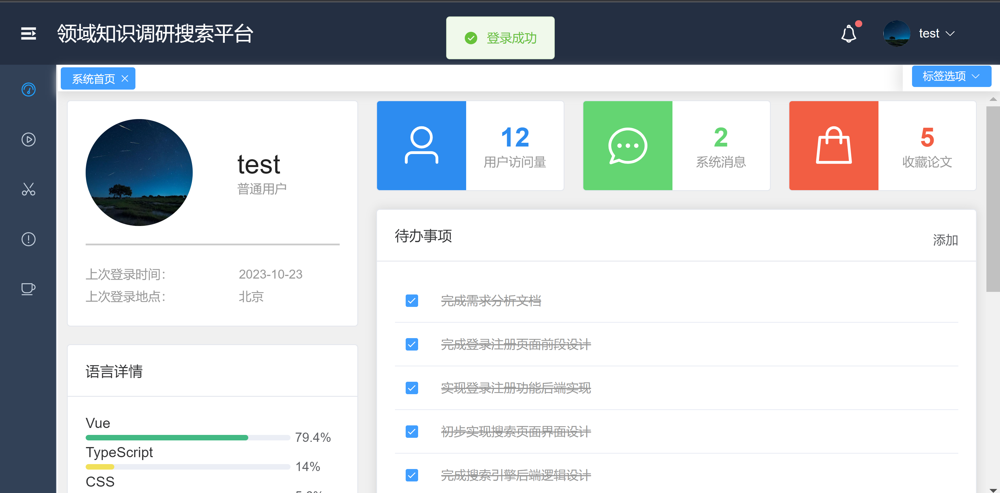 领域知识调研搜索平台
登录成功
test
系统首页
标签选项
test
普通用户
上次登录时间：
2023-10-23
上次登录地点：
北京
12
用户访问量
2
系统消息
5
收藏论文
待办事项
添加
完成需求分析文档
完成登录注册页面前段设计
实现登录注册功能后端实现
初步实现搜索页面界面设计
完成搜索引擎后端逻辑设计
语言详情
Vue
79.4%
TypeScript
14%
CSS